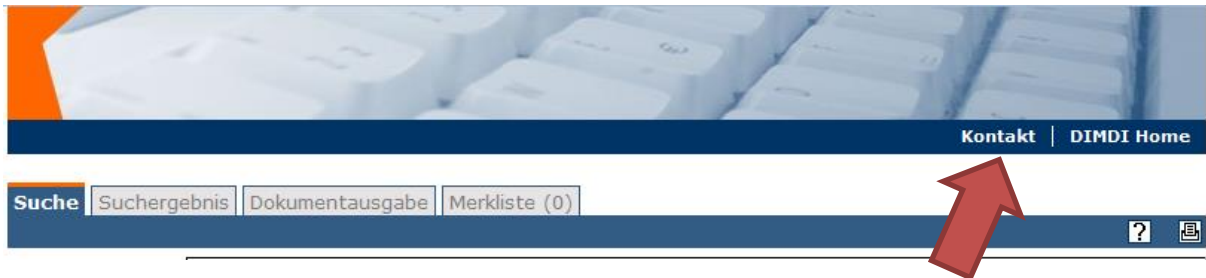 Kontakt | DIMDI Home
Suche Suchergebnis Dokumentausgabe Merkliste (0)
?